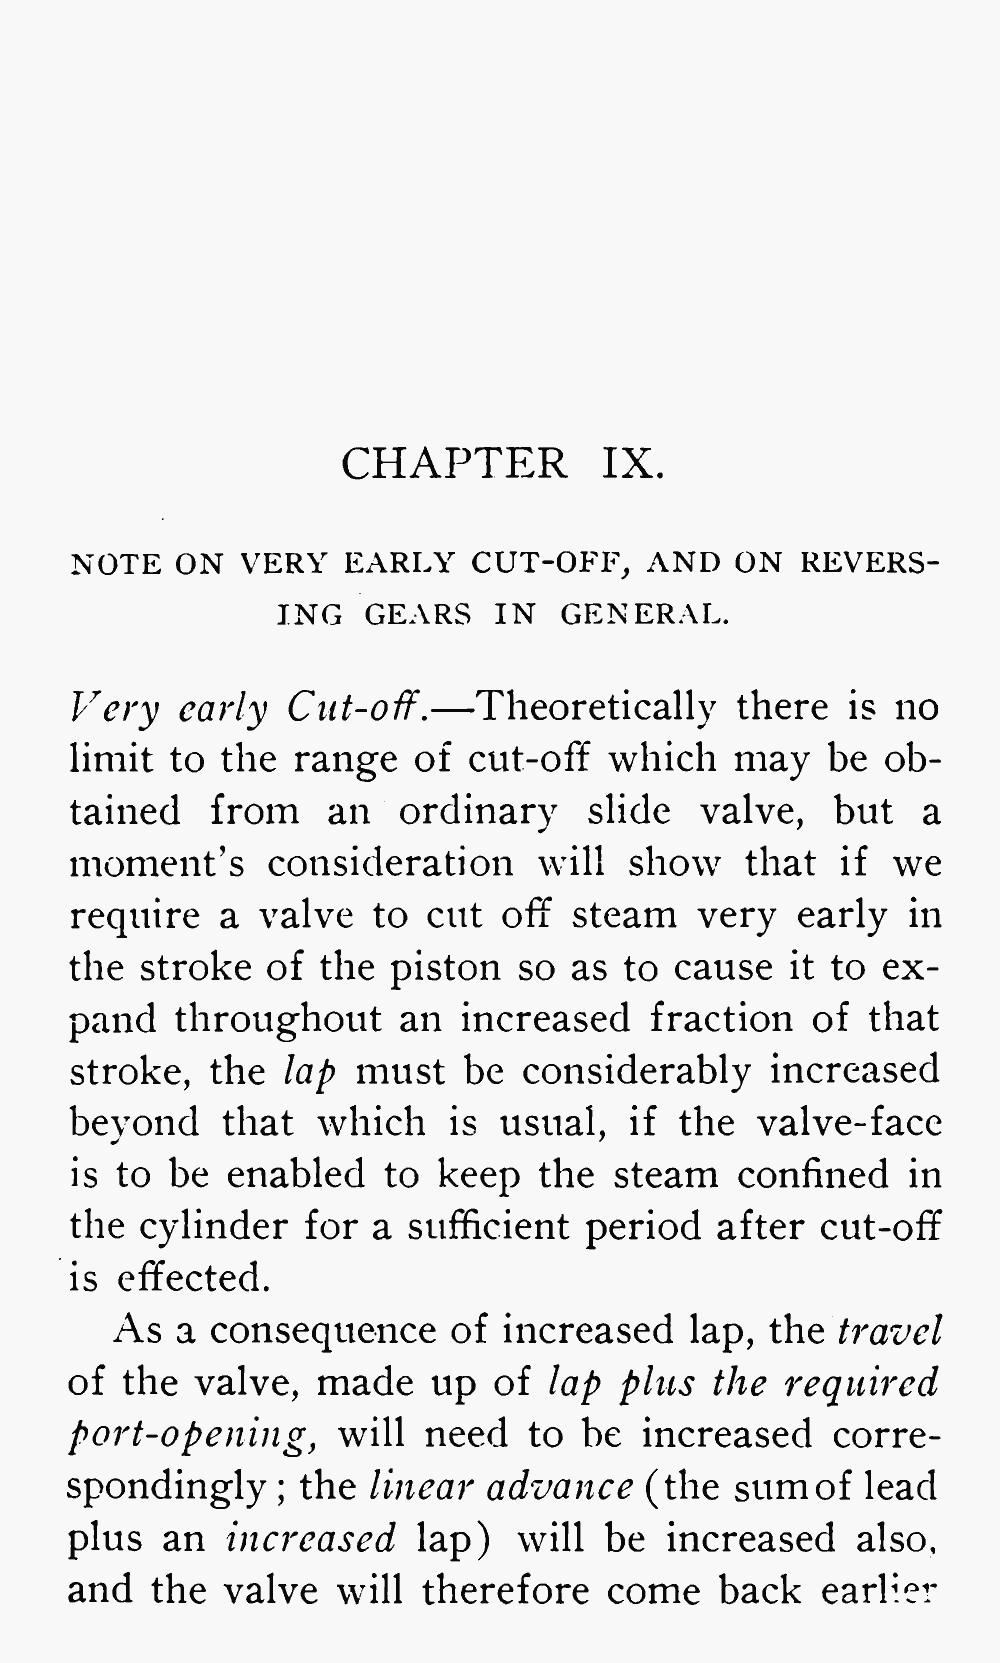 CHAPTER IX.
NOTE ON VERY EARLY CUT-OFF, AND ON REVERS-
ING GEARS IN GENERAL.
Very early Cut-off.—Theoretically there is no
limit to the range of cut-off which may be ob-
tained from an ordinary slide valve, but a
moment's consideration will show that if we
require a valve to cut off steam very early in
the stroke of the piston so as to cause it to ex-
pand throughout an increased fraction of that
stroke, the lap must be considerably increased
beyond that which is usual, if the valve-face
is to be enabled to keep the steam confined in
the cylinder for a sufficient period after cut-off
is effected.
As a consequence of increased lap, the travel
of the valve, made up of lap plus the required
port-opening, will need to be increased corre-
spondingly; the linear advance (the sum of lead
plus an increased lap) will be increased also,
and the valve will therefore come back earlier